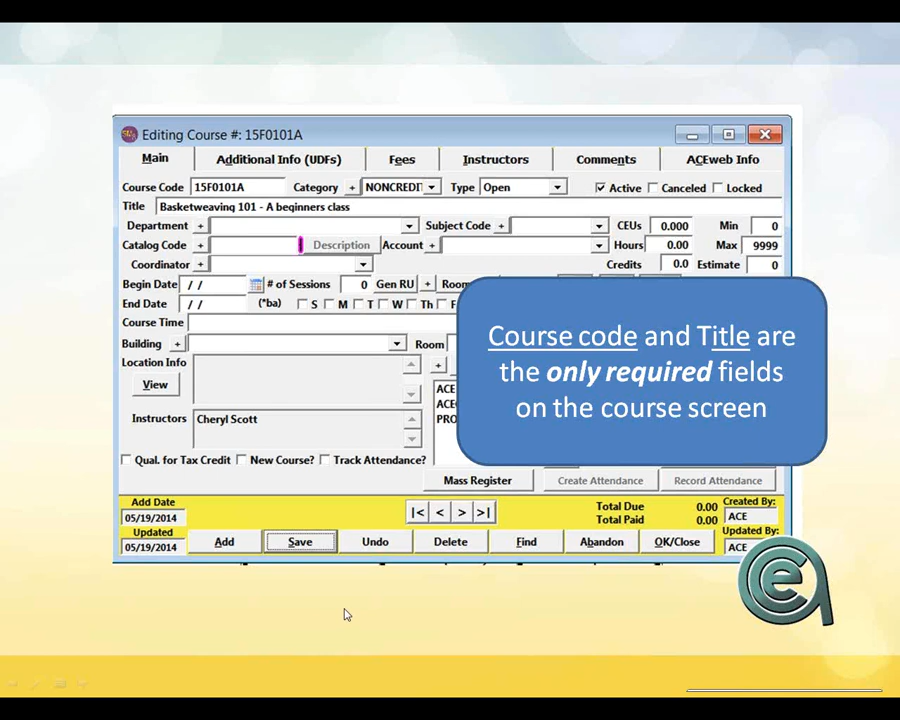 Editing Course #: 15F0101A
Main Additional Info (UDFs) Fees Instructors Comments ACEweb Info
Course Code 15F0101A Category + NONCREDIT Type Open Active Canceled Locked
Title Basketweaving 101 - A beginners class
Department + Subject Code + CEUs 0.000 Min 0
Catalog Code + Description Account + Hours 0.00 Max 9999
Coordinator + Credits 0.0 Estimate 0
Begin Date / / # of Sessions 0 Gen RU + Room
End Date / / (*ba) S M T W Th F
Course Time
Building + Room
Location Info +
View
Instructors Cheryl Scott
ACE
ACE
PRO
Course code and Title are
the only required fields
on the course screen
Qual. for Tax Credit New Course? Track Attendance?
Mass Register Create Attendance Record Attendance
Add Date Total Due 0.00 Created By:
05/19/2014 |< < > >| Total Paid 0.00 ACE
Updated Updated By:
05/19/2014 Add Save Undo Delete Find Abandon OK/Close ACE